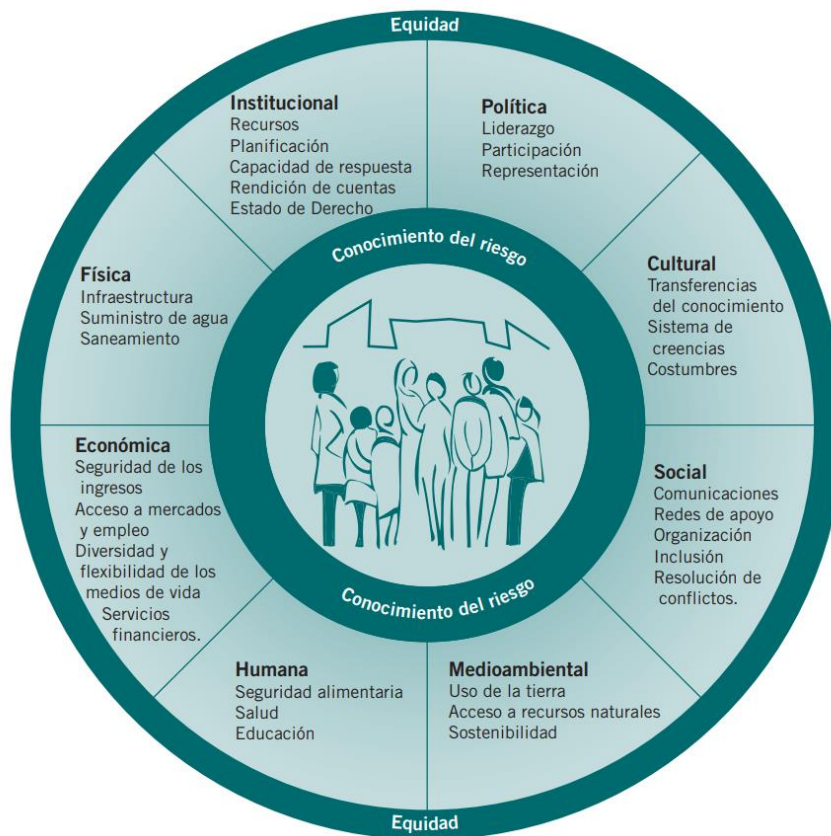 Equidad
Institucional
Recursos
Planificación
Capacidad de respuesta
Rendición de cuentas
Estado de Derecho
Política
Liderazgo
Participación
Representación
Conocimiento del riesgo
Física
Infraestructura
Suministro de agua
Saneamiento
Cultural
Transferencias
del conocimiento
Sistema de
creencias
Costumbres
Económica
Seguridad de los
ingresos
Acceso a mercados
y empleo
Diversidad y
flexibilidad de los
medios de vida
Servicios
financieros.
Social
Comunicaciones
Redes de apoyo
Organización
Inclusión
Resolución de
conflictos.
Conocimiento del riesgo
Humana
Seguridad alimentaria
Salud
Educación
Medioambiental
Uso de la tierra
Acceso a recursos naturales
Sostenibilidad
Equidad